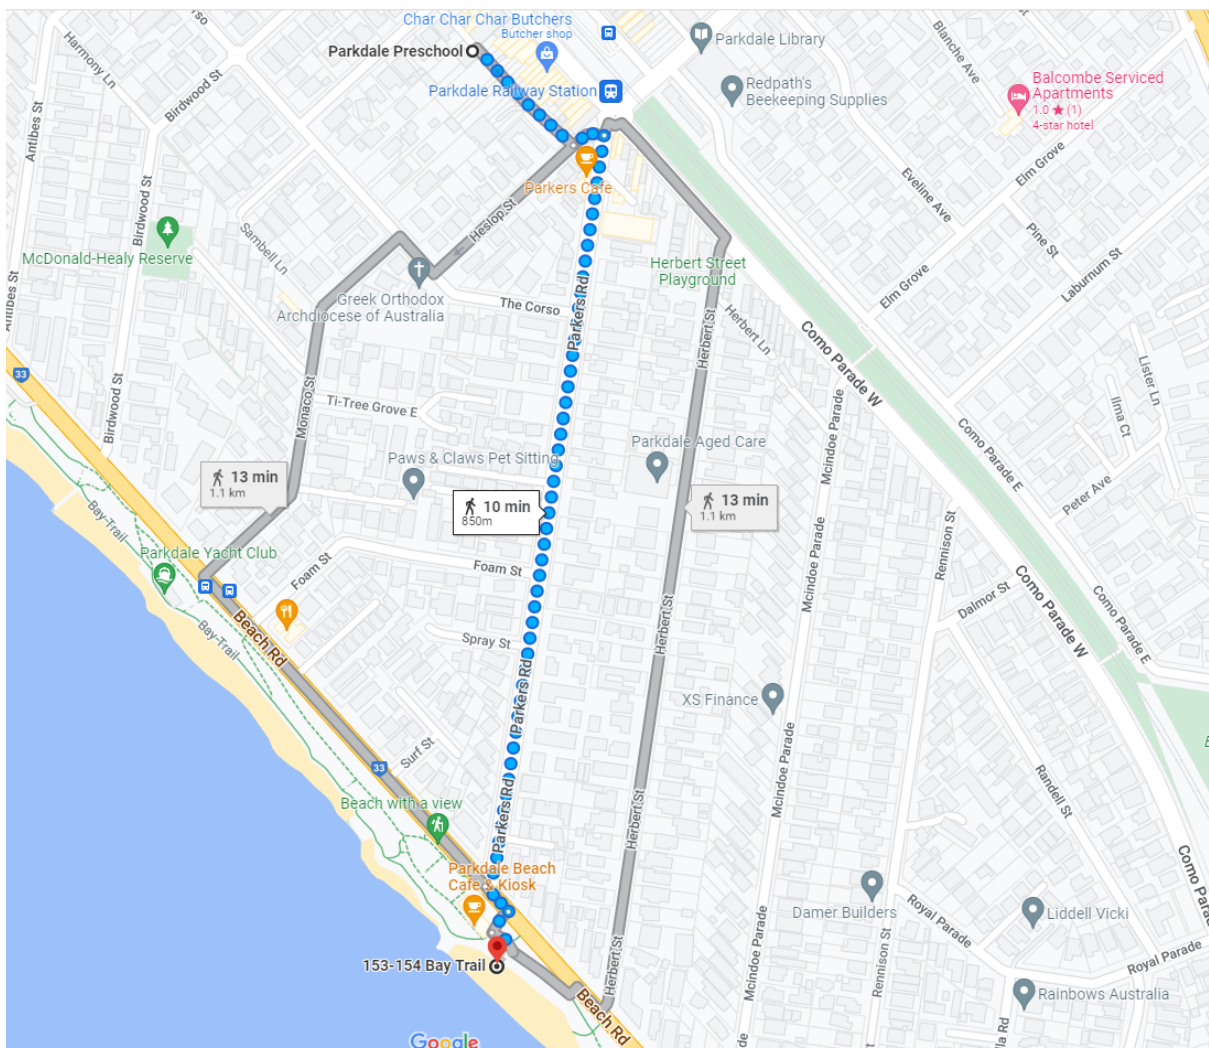 Char Char Char Butchers
Butcher shop
Parkdale Preschool
Parkdale Library
Harmony Ln
Birdwood St
Blanche Ave
Parkdale Railway Station
Redpath's
Beekeeping Supplies
Balcombe Serviced
Apartments
1.0 ★ (1)
4-star hotel
Antibes St
Elm Grove
Parkers Cafe
Eveline Ave
Birdwood St
Heslop St
Sambell Ln
Pine St
McDonald-Healy Reserve
Herbert Street
Playground
Laburnum St
Elm Grove
Antibes St
Greek Orthodox
Archdiocese of Australia
The Corso
Parkers Rd
Herbert St
Herbert Ln
Como Parade W
33
Birdwood St
Monaco St
Ti-Tree Grove E
Lister Ln
Ilma Ct
Mcindoe Parade
Parkdale Aged Care
Como Parade E
Paws & Claws Pet Sitting
13 min
1.1 km
10 min
850m
13 min
1.1 km
Peter Ave
Bay-Trail
Mcindoe Parade
Rennison St
Parkdale Yacht Club
Foam St
Foam St
Dalmor St
Como Parade W
Como Parade E
Beach Rd
Bay-Trail
Spray St
Herbert St
Parkers Rd
XS Finance
Surf St
33
Mcindoe Parade
Randell St
Beach with a view
Parkers Rd
Herbert St
Parkdale Beach
Cafe & Kiosk
Como Para
Damer Builders
Liddell Vicki
Royal Parade
Mcindoe Parade
Rennison St
Herbert St
153-154 Bay Trail
Royal Parade
Beach Rd
Rainbows Australia
Google